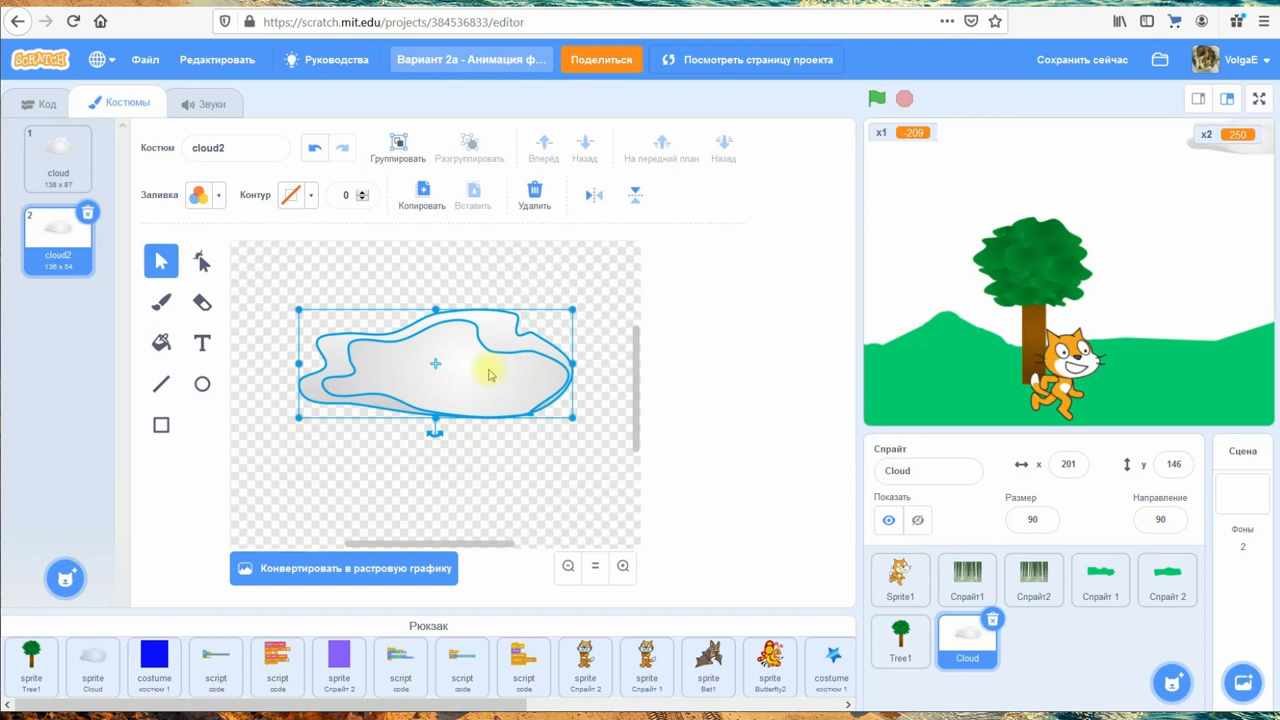 https://scratch.mit.edu/projects/384536833/editor
SCRATCH
Файл
Редактировать
Руководства
Вариант 2а - Анимация ф...
Поделиться
Посмотреть страницу проекта
Сохранить сейчас
VolgaE
Код
Костюмы
Звуки
1
cloud
138 x 87
2
cloud2
138 x 54
Костюм
cloud2
Группировать
Разгруппировать
Вперёд
Назад
На передний план
Назад
Заливка
Контур
0
Копировать
Вставить
Удалить
T
Конвертировать в растровую графику
x1 -209
x2 250
Спрайт
Cloud
x 201
y 146
Показать
Размер
90
Направление
90
Sprite1
Спрайт1
Спрайт2
Спрайт 1
Спрайт 2
Tree1
Cloud
Сцена
Фоны
2
Рюкзак
sprite
Tree1
sprite
Cloud
costume
костюм 1
script
code
script
code
sprite
Спрайт 2
script
code
script
code
script
code
sprite
Спрайт 2
sprite
Спрайт 1
sprite
Bat1
sprite
Butterfly2
costume
костюм 1